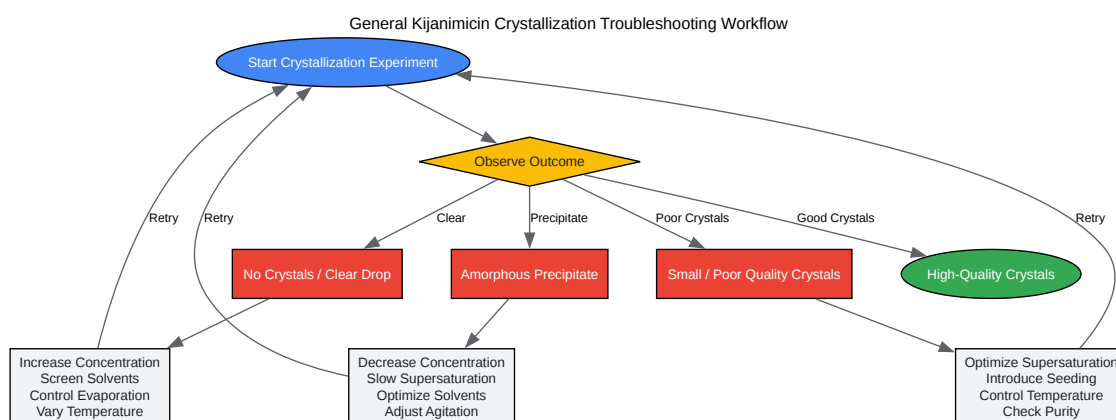 General Kijanimicin Crystallization Troubleshooting Workflow
Start Crystallization Experiment
Observe Outcome
Retry
Retry
Clear
Precipitate
Poor Crystals
Good Crystals
Retry
No Crystals / Clear Drop
Amorphous Precipitate
Small / Poor Quality Crystals
High-Quality Crystals
Increase Concentration
Screen Solvents
Control Evaporation
Vary Temperature
Decrease Concentration
Slow Supersaturation
Optimize Solvents
Adjust Agitation
Optimize Supersaturation
Introduce Seeding
Control Temperature
Check Purity